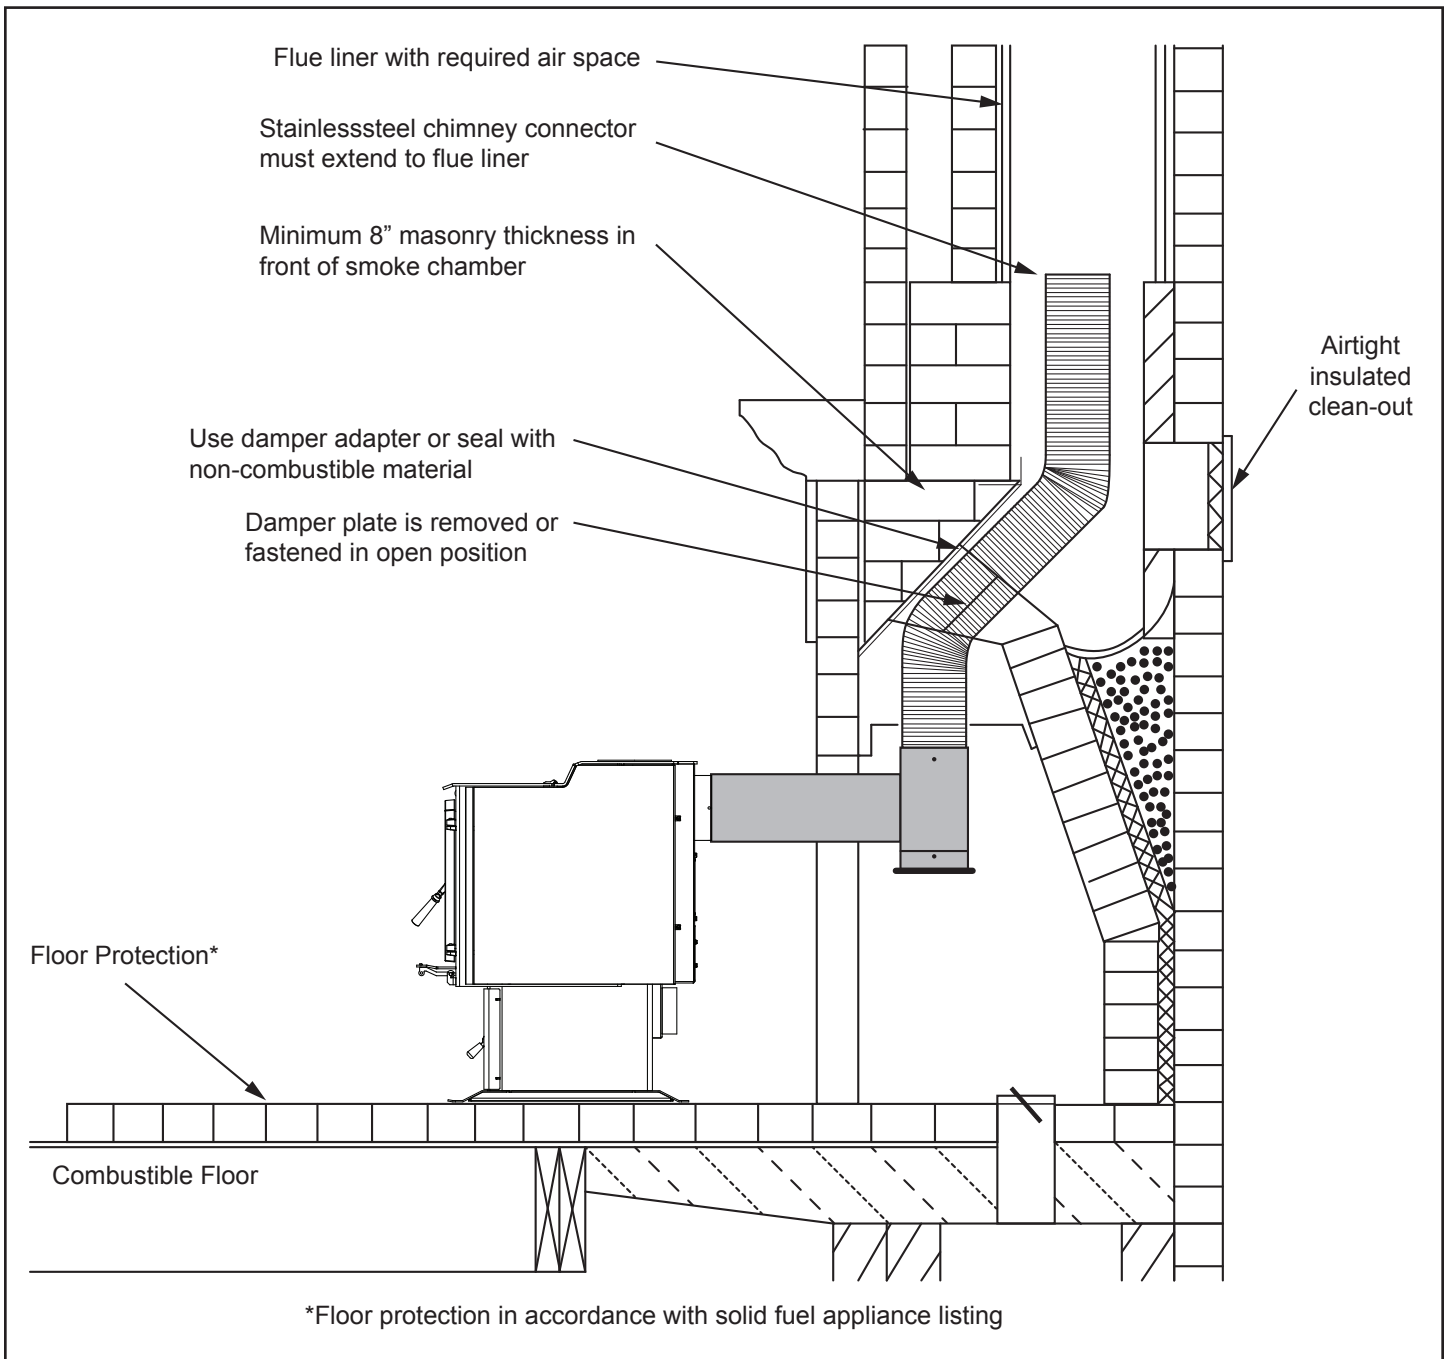 Flue liner with required air space
Stainlesssteel chimney connector
must extend to flue liner
Minimum 8” masonry thickness in
front of smoke chamber
Airtight
insulated
clean-out
Use damper adapter or seal with
non-combustible material
Damper plate is removed or
fastened in open position
Floor Protection*
Combustible Floor
*Floor protection in accordance with solid fuel appliance listing